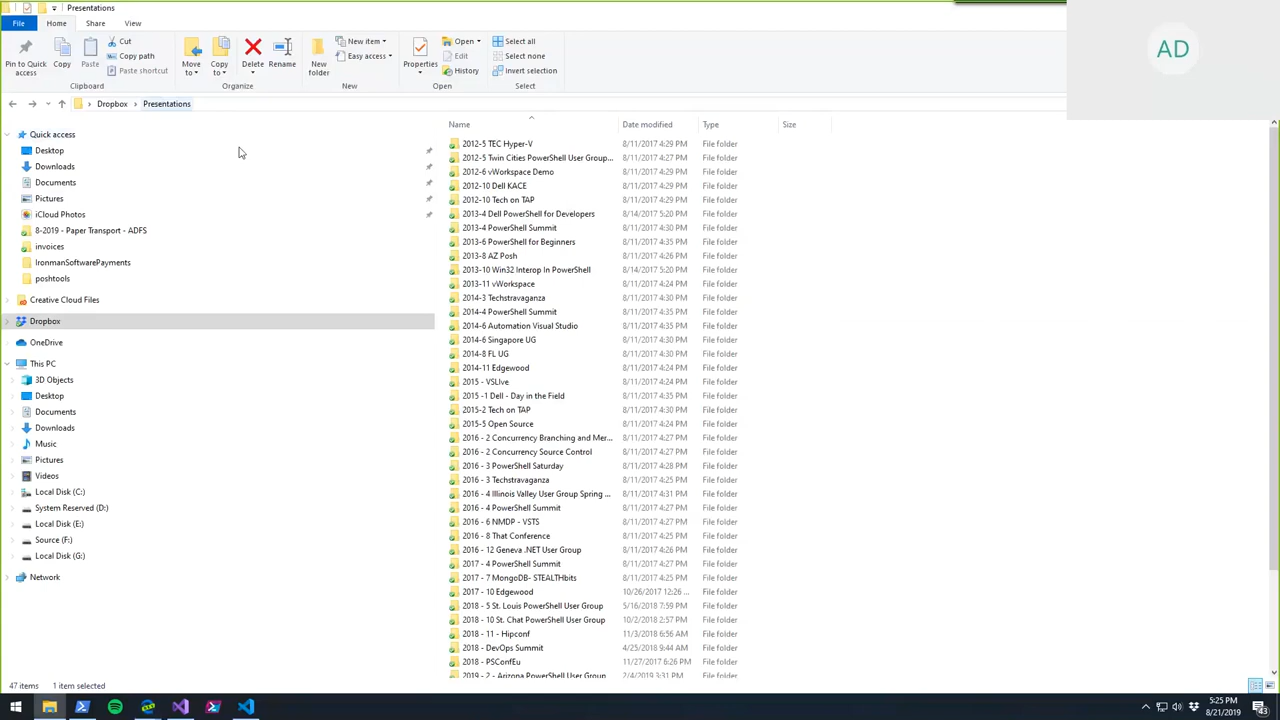 Presentations
File Home Share View
Pin to Quick access
Copy
Paste
Cut
Copy path
Paste shortcut
Clipboard
Move to
Copy to
Delete
Rename
Organize
New folder
New item
Easy access
New
Properties
Open
Edit
History
Open
Select all
Select none
Invert selection
Select
AD
Dropbox › Presentations
Quick access
Desktop
Downloads
Documents
Pictures
iCloud Photos
8-2019 - Paper Transport - ADFS
invoices
IronmanSoftwarePayments
poshtools
Creative Cloud Files
Dropbox
OneDrive
This PC
3D Objects
Desktop
Documents
Downloads
Music
Pictures
Videos
Local Disk (C:)
System Reserved (D:)
Local Disk (E:)
Source (F:)
Local Disk (G:)
Network
Name Date modified Type Size
2012-5 TEC Hyper-V 8/11/2017 4:29 PM File folder
2012-5 Twin Cities PowerShell User Group... 8/11/2017 4:27 PM File folder
2012-6 vWorkspace Demo 8/11/2017 4:29 PM File folder
2012-10 Dell KACE 8/11/2017 4:29 PM File folder
2012-10 Tech on TAP 8/11/2017 4:29 PM File folder
2013-4 Dell PowerShell for Developers 8/14/2017 5:20 PM File folder
2013-4 PowerShell Summit 8/11/2017 4:30 PM File folder
2013-6 PowerShell for Beginners 8/11/2017 4:35 PM File folder
2013-8 AZ Posh 8/11/2017 4:26 PM File folder
2013-10 Win32 Interop In PowerShell 8/14/2017 5:20 PM File folder
2013-11 vWorkspace 8/11/2017 4:24 PM File folder
2014-3 Techstravaganza 8/11/2017 4:30 PM File folder
2014-4 PowerShell Summit 8/11/2017 4:35 PM File folder
2014-6 Automation Visual Studio 8/11/2017 4:35 PM File folder
2014-6 Singapore UG 8/11/2017 4:30 PM File folder
2014-8 FL UG 8/11/2017 4:30 PM File folder
2014-11 Edgewood 8/11/2017 4:24 PM File folder
2015 - VSLIve 8/11/2017 4:24 PM File folder
2015 -1 Dell - Day in the Field 8/11/2017 4:35 PM File folder
2015-2 Tech on TAP 8/11/2017 4:30 PM File folder
2015-5 Open Source 8/11/2017 4:24 PM File folder
2016 - 2 Concurrency Branching and Mer... 8/11/2017 4:27 PM File folder
2016 - 2 Concurrency Source Control 8/11/2017 4:27 PM File folder
2016 - 3 PowerShell Saturday 8/11/2017 4:28 PM File folder
2016 - 3 Techstravaganza 8/11/2017 4:25 PM File folder
2016 - 4 Illinois Valley User Group Spring ... 8/11/2017 4:31 PM File folder
2016 - 4 PowerShell Summit 8/11/2017 4:27 PM File folder
2016 - 6 NMDP - VSTS 8/11/2017 4:27 PM File folder
2016 - 8 That Conference 8/11/2017 4:25 PM File folder
2016 - 12 Geneva .NET User Group 8/11/2017 4:26 PM File folder
2017 - 4 PowerShell Summit 8/11/2017 4:27 PM File folder
2017 - 7 MongoDB- STEALTHbits 8/11/2017 4:25 PM File folder
2017 - 10 Edgewood 10/26/2017 12:26 ... File folder
2018 - 5 St. Louis PowerShell User Group 5/16/2018 7:59 PM File folder
2018 - 10 St. Chat PowerShell User Group 10/2/2018 2:57 PM File folder
2018 - 11 - Hipconf 11/3/2018 6:56 AM File folder
2018 - DevOps Summit 4/25/2018 9:44 AM File folder
2018 - PSConfEu 11/27/2017 6:26 PM File folder
2019 - 2 - Arizona PowerShell User Group 2/4/2019 3:31 PM File folder
47 items 1 item selected
5:25 PM
8/21/2019
43